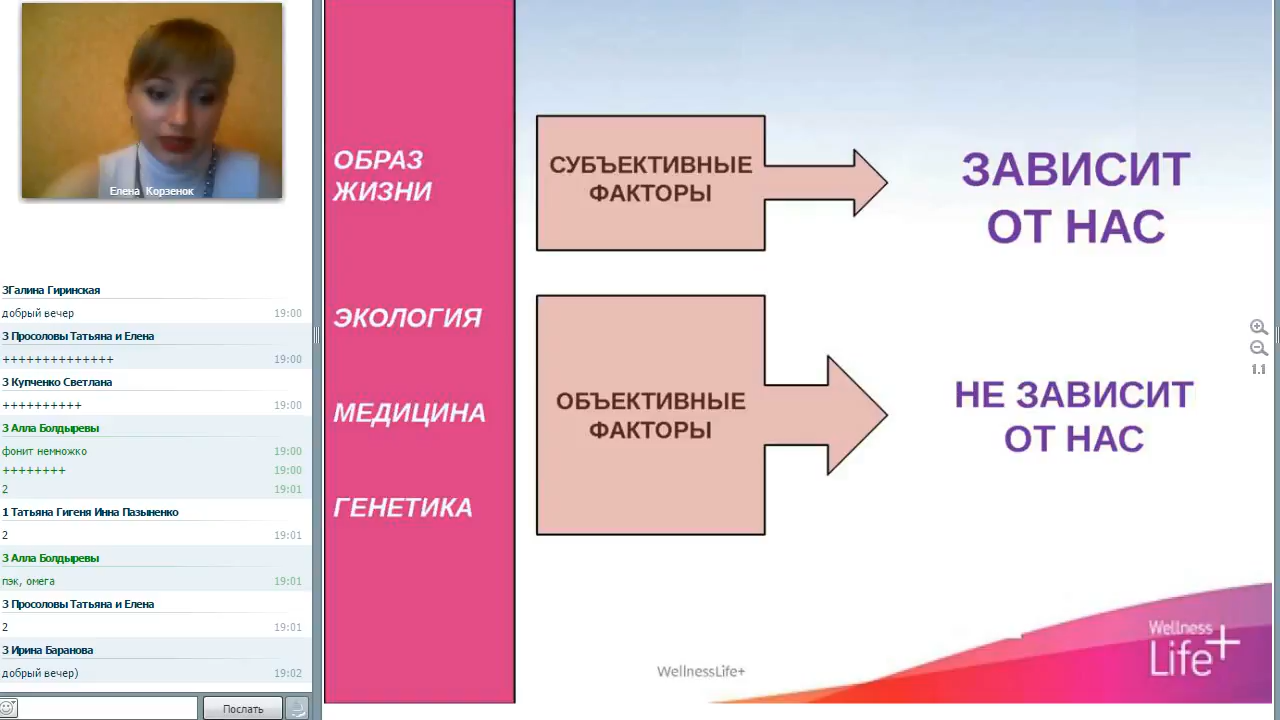 Елена Корзенок
3Галина Гиринская
добрый вечер 19:00
3 Просоловы Татьяна и Елена
++++++++++++++ 19:00
3 Купченко Светлана
++++++++++ 19:00
3 Алла Болдыревы
фонит немножко 19:00
++++++++ 19:00
2 19:01
1 Татьяна Гигеня Инна Пазыненко
2 19:01
3 Алла Болдыревы
пэк, омега 19:01
3 Просоловы Татьяна и Елена
2 19:01
3 Ирина Баранова
добрый вечер) 19:02
Послать
ОБРАЗ
ЖИЗНИ
ЭКОЛОГИЯ
МЕДИЦИНА
ГЕНЕТИКА
СУБЪЕКТИВНЫЕ
ФАКТОРЫ
ЗАВИСИТ
ОТ НАС
ОБЪЕКТИВНЫЕ
ФАКТОРЫ
НЕ ЗАВИСИТ
ОТ НАС
1.1
WellnessLife+
Wellness
Life+